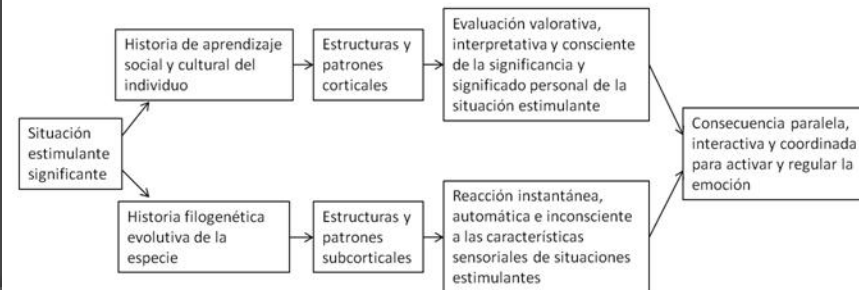 Situación
estimulante
significante
Historia de aprendizaje
social y cultural del
individuo
Estructuras y
patrones
corticales
Evaluación valorativa,
interpretativa y consciente
de la significancia y
significado personal de la
situación estimulante
Historia filogenética
evolutiva de la
especie
Estructuras y
patrones
subcorticales
Reacción instantánea,
automática e inconsciente
a las características
sensoriales de situaciones
estimulantes
Consecuencia paralela,
interactiva y coordinada
para activar y regular la
emoción